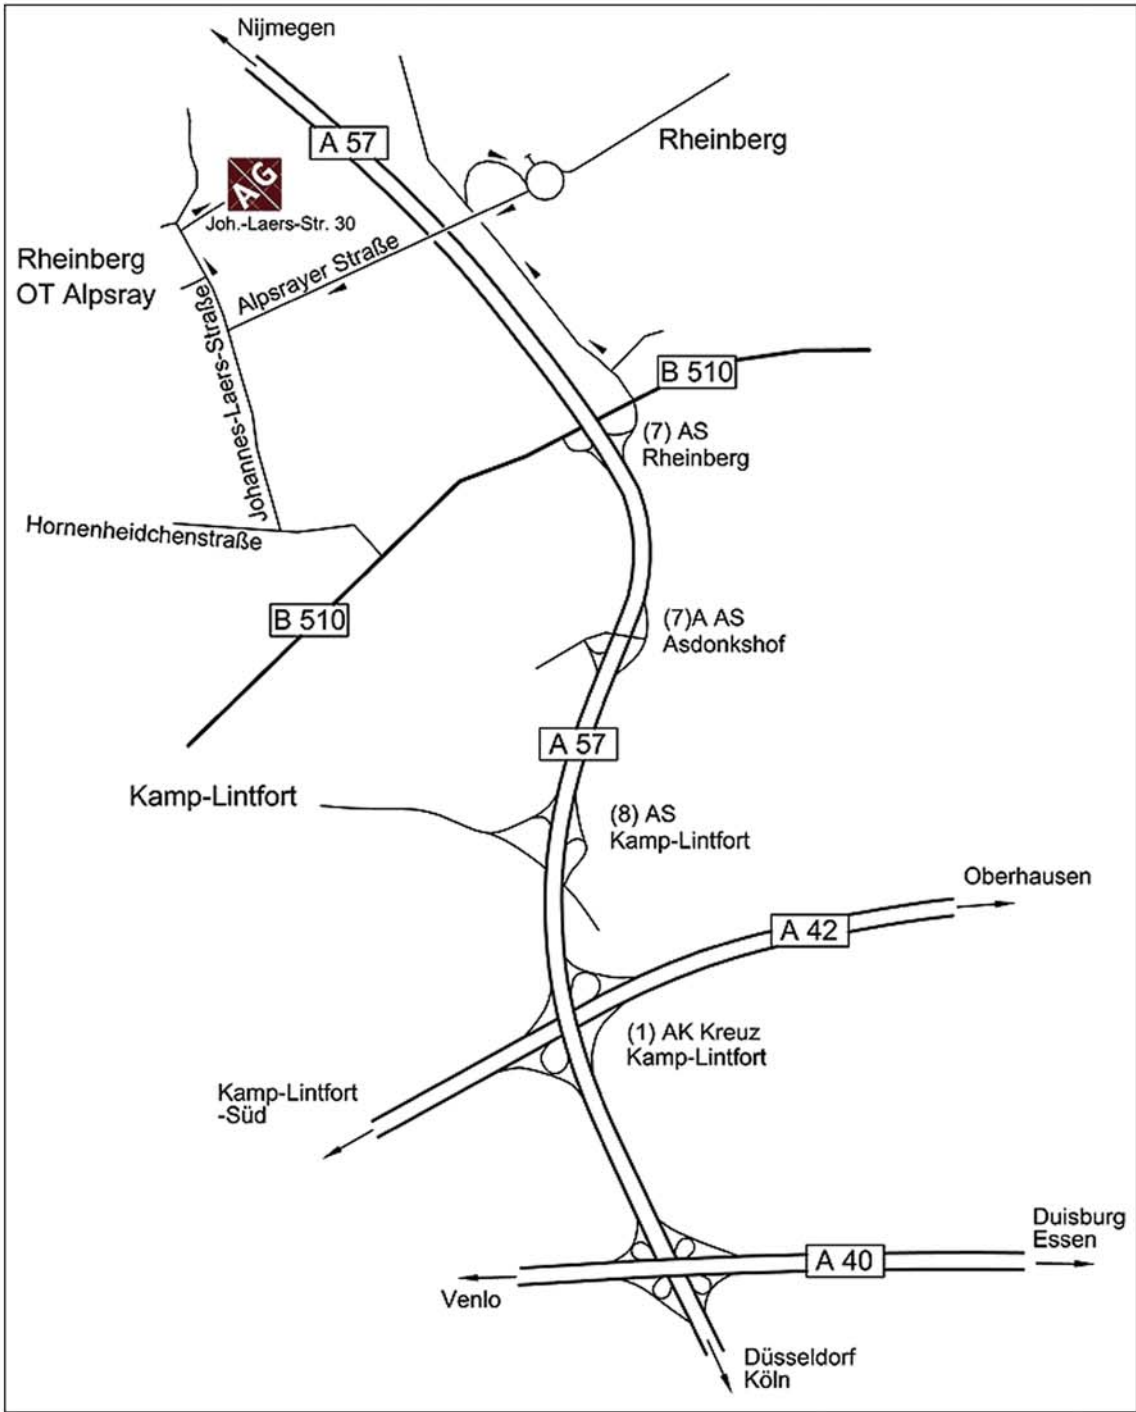 Nijmegen
A 57
Rheinberg
AG
Joh.-Laers-Str. 30
Rheinberg
OT Alpsray
Alpsrayer Straße
Johannes-Laers-Straße
B 510
(7) AS
Rheinberg
Hornenheidchenstraße
B 510
(7)A AS
Asdonkshof
A 57
Kamp-Lintfort
(8) AS
Kamp-Lintfort
Oberhausen
A 42
(1) AK Kreuz
Kamp-Lintfort
Kamp-Lintfort
-Süd
Duisburg
Essen
A 40
Venlo
Düsseldorf
Köln